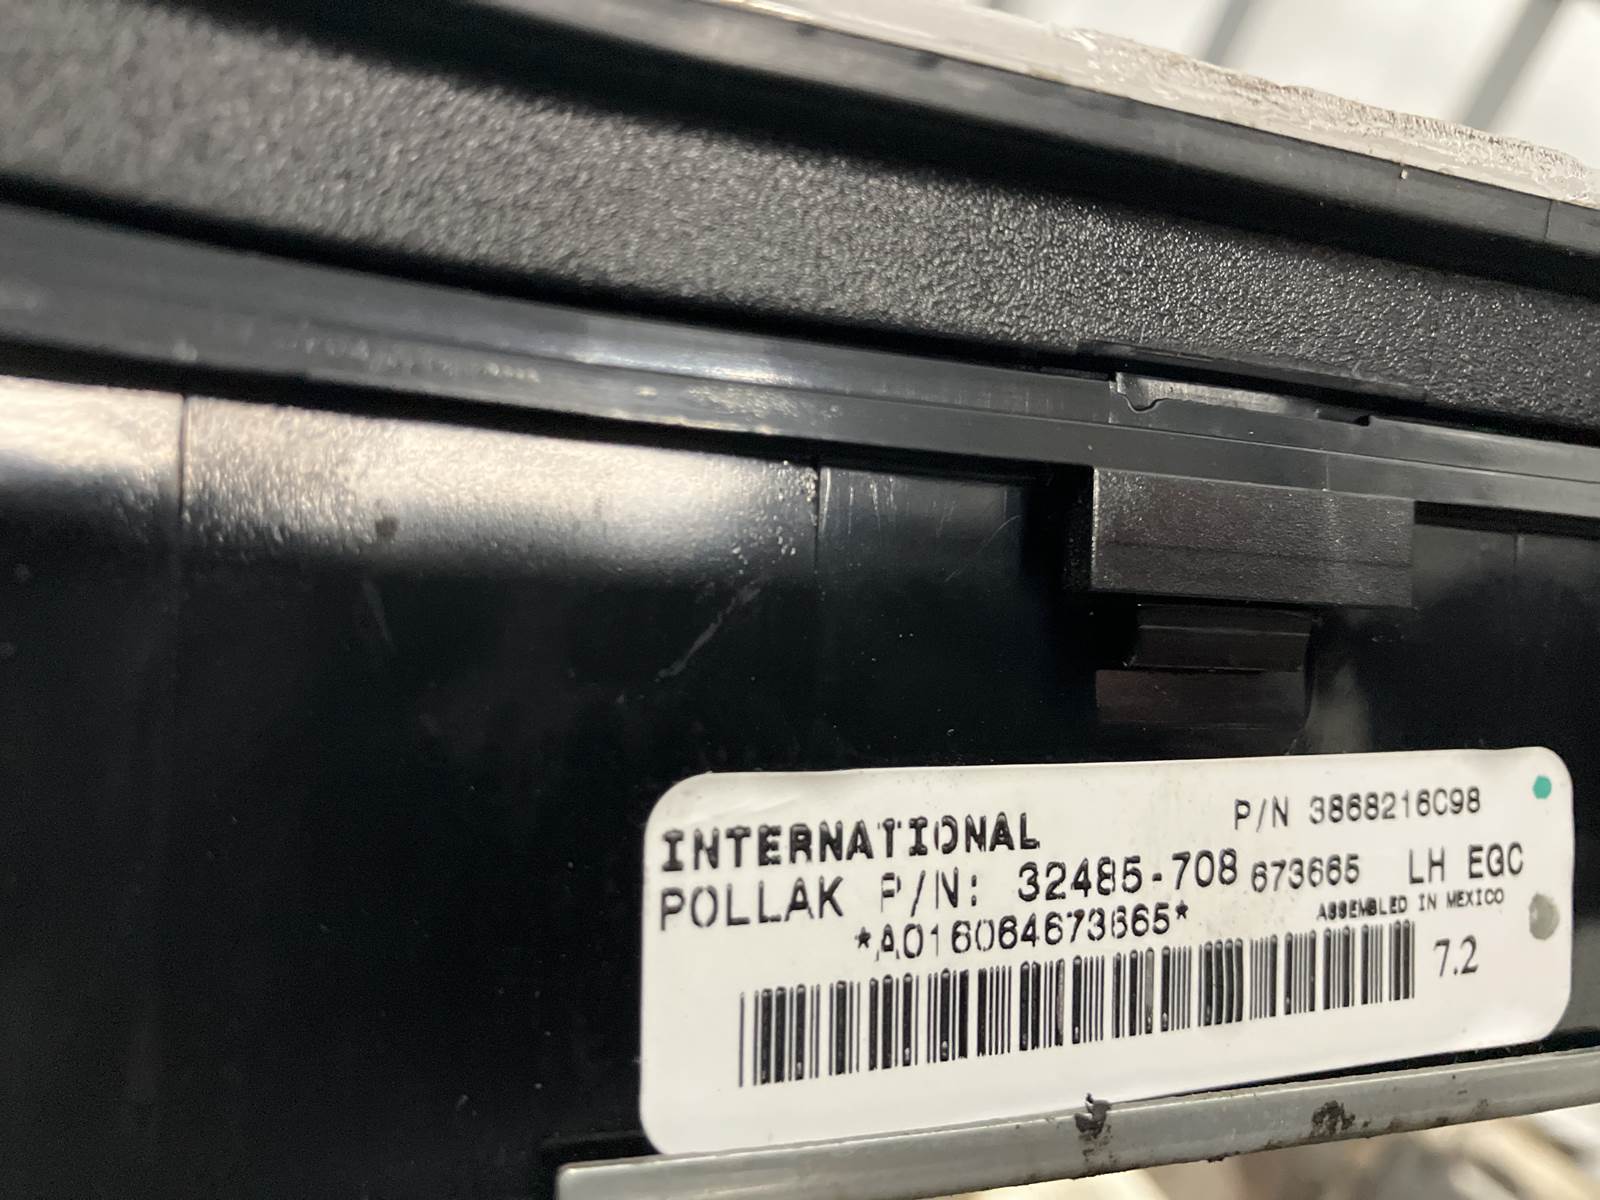 INTERNATIONAL P/N 3868216C98
POLLAK P/N: 32485-708 673665 LH EGC
*A016064673665* ASSEMBLED IN MEXICO
7.2